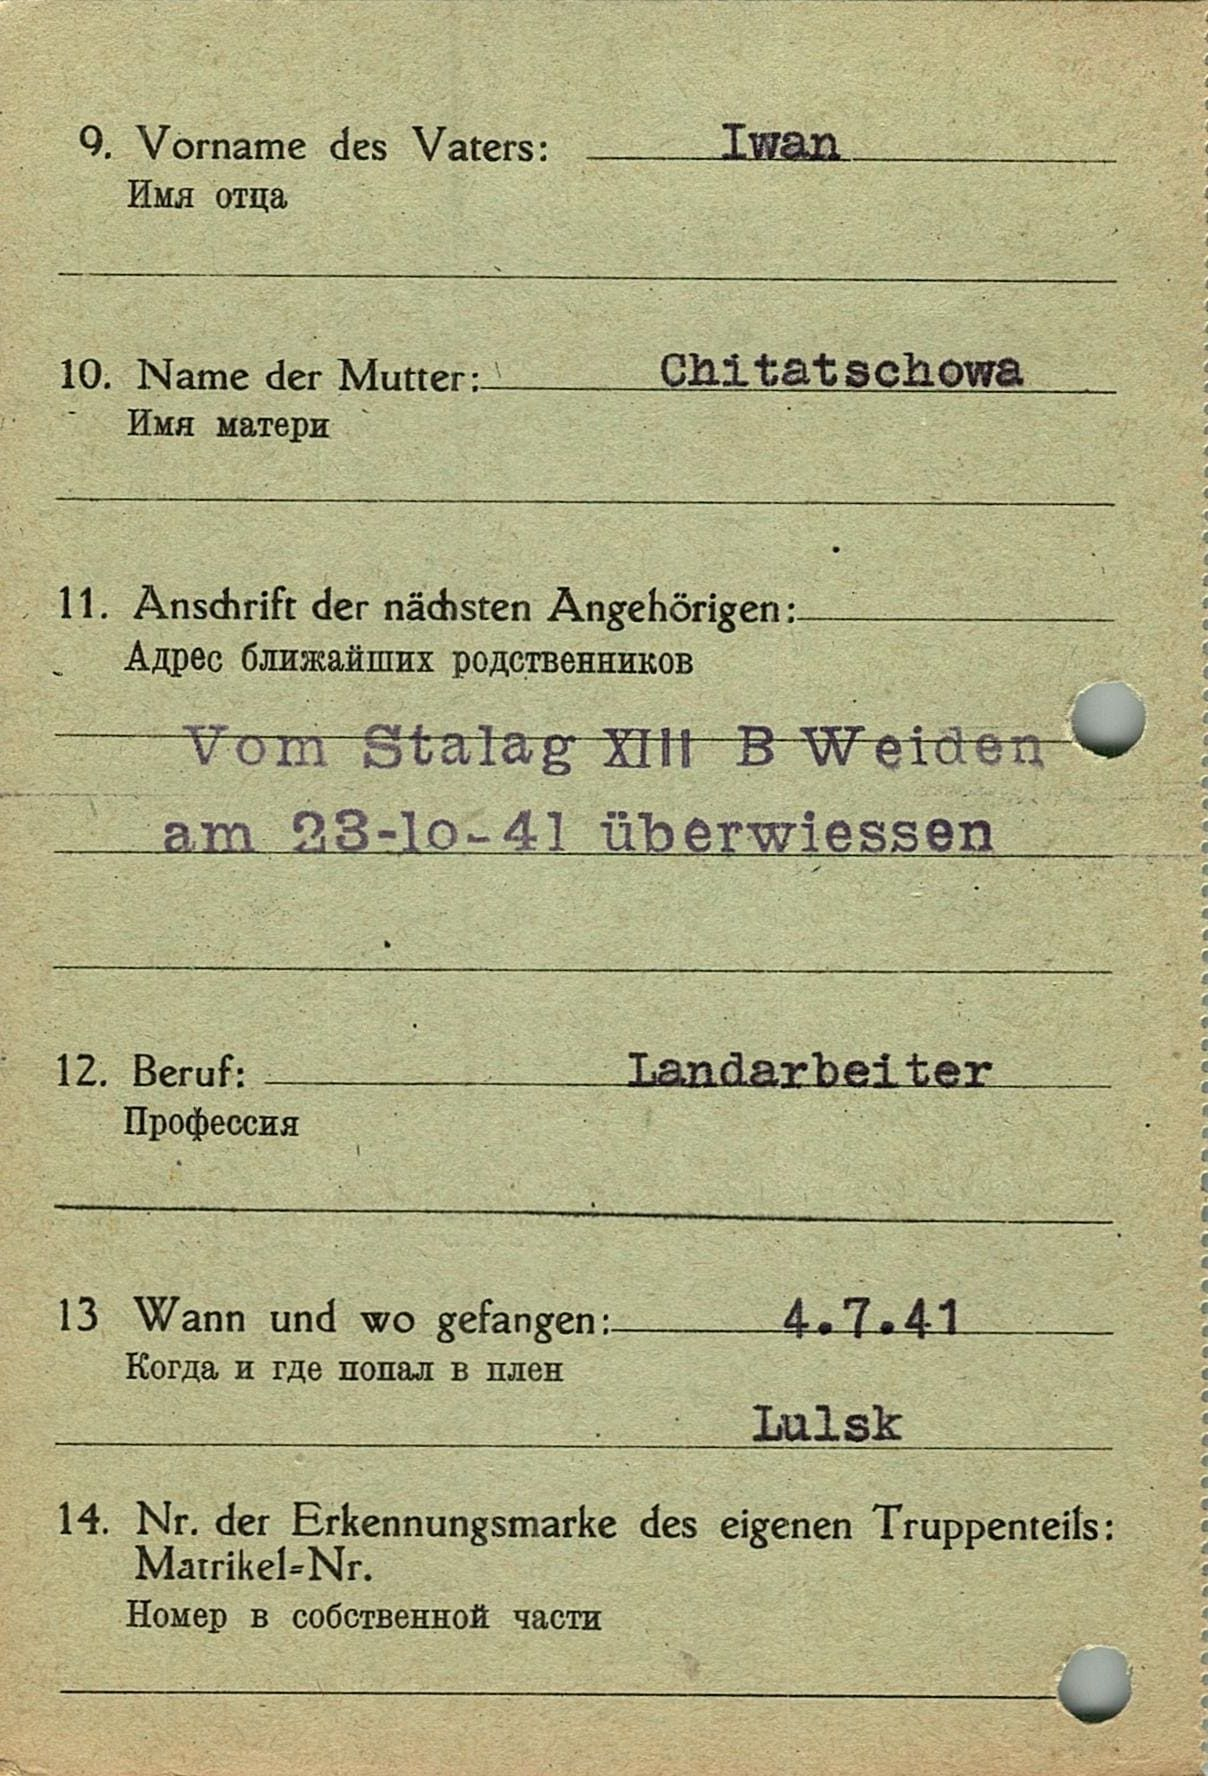 9. Vorname des Vaters: Iwan
Имя отца
10. Name der Mutter: Chitatschowa
Имя матери
11. Anschrift der nächsten Angehörigen:
Адрес ближайших родственников
Vom Stalag XIII B Weiden
am 23-lo-41 überwiessen
12. Beruf: Landarbeiter
Профессия
13 Wann und wo gefangen: 4.7.41
Когда и где попал в плен
Lulsk
14. Nr. der Erkennungsmarke des eigenen Truppenteils:
Matrikel=Nr.
Номер в собственной части